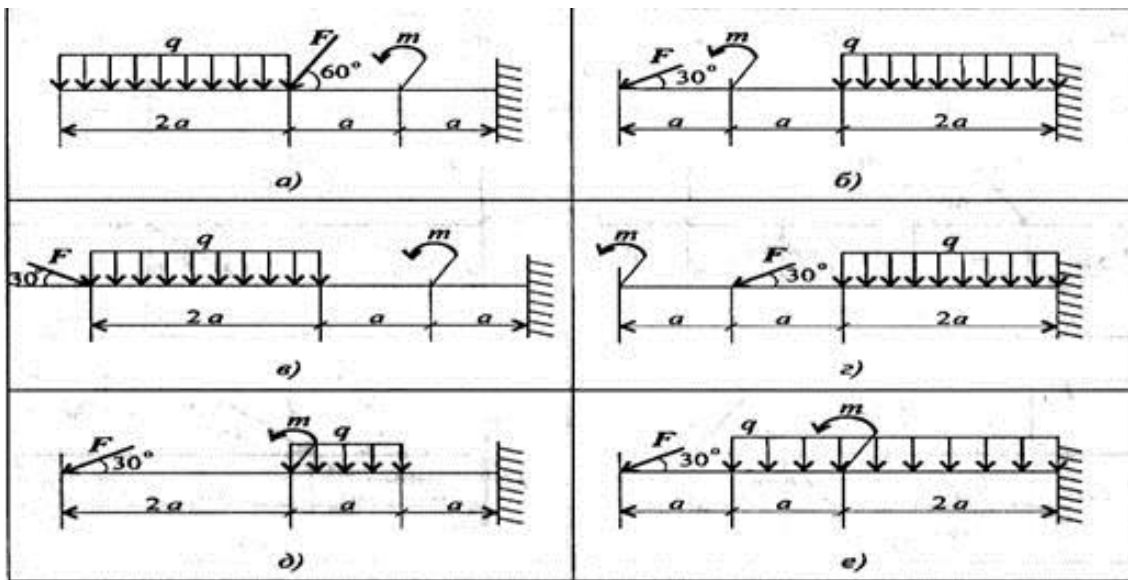 q F 60° m
2a a a
а)
F 30° m q
a a 2a
б)
F 30° q m
2a a a
в)
m F 30° q
a a 2a
г)
F 30° m q
2a a a
д)
F 30° q m
a a 2a
е)